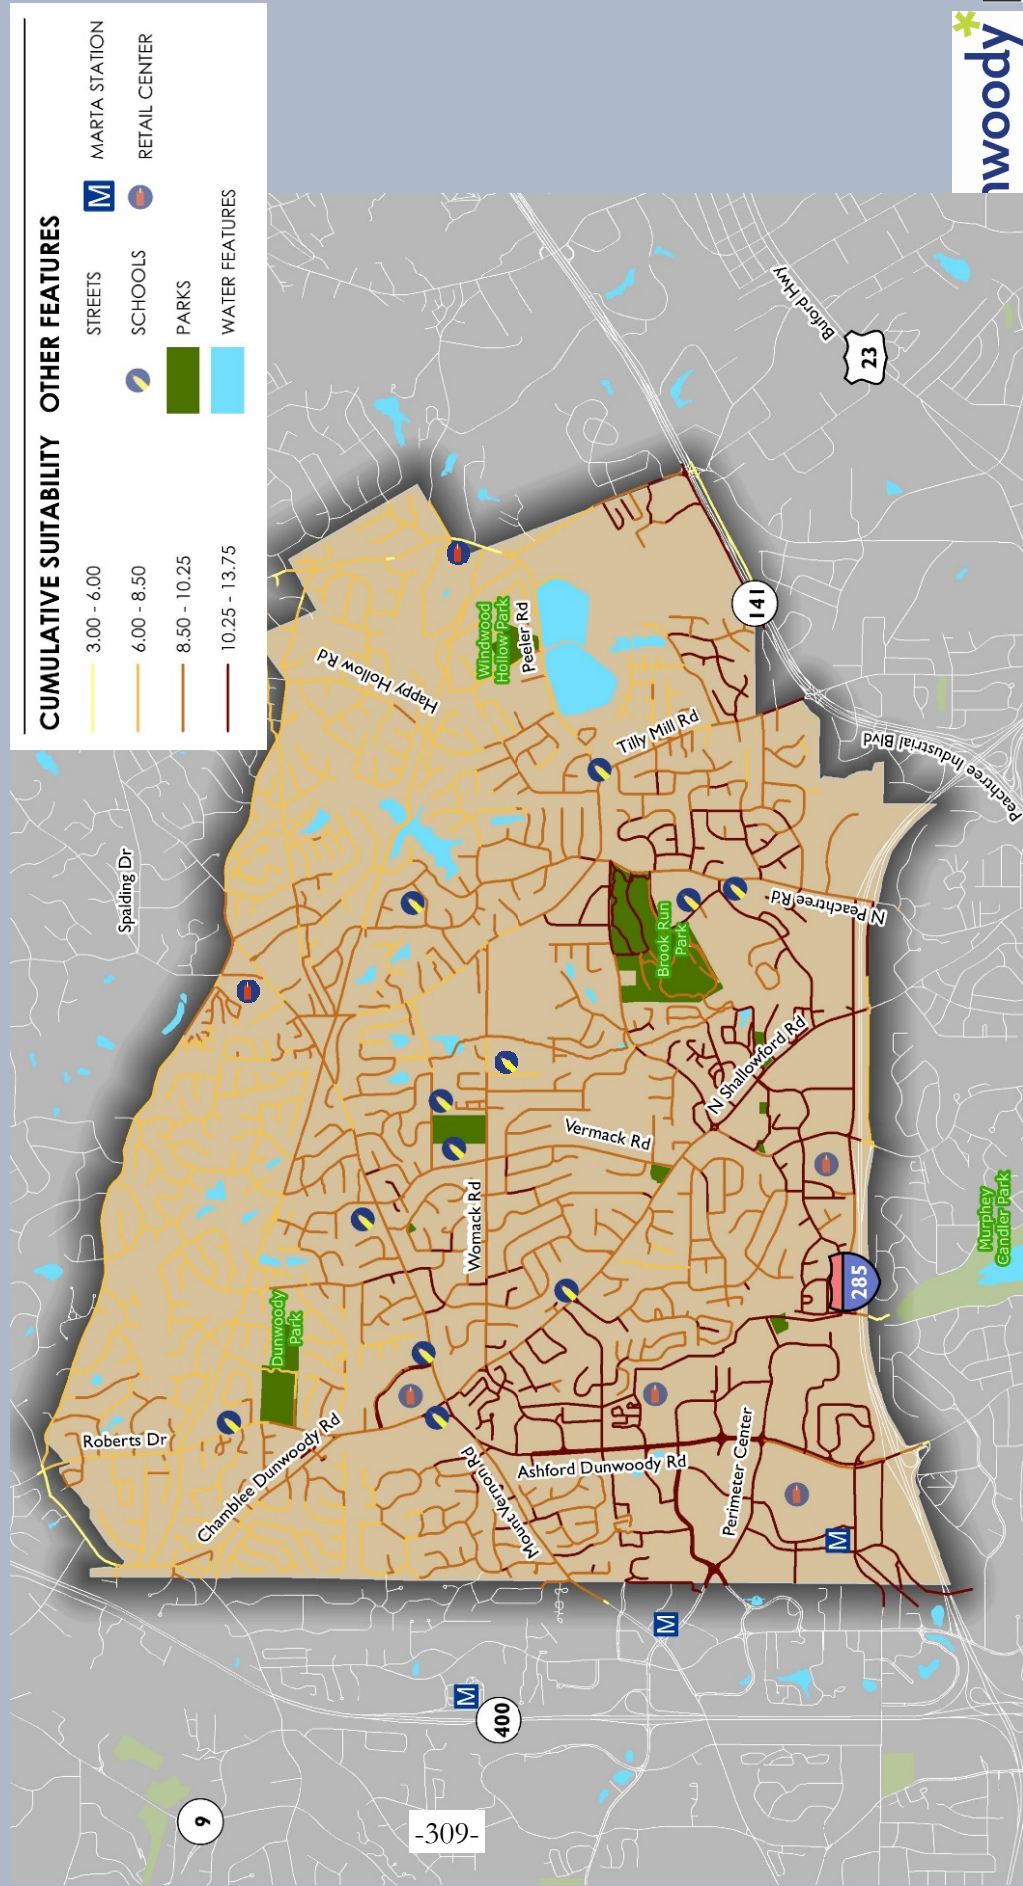 CUMULATIVE SUITABILITY
3.00 - 6.00
6.00 - 8.50
8.50 - 10.25
10.25 - 13.75
OTHER FEATURES
STREETS
SCHOOLS
PARKS
WATER FEATURES
M
MARTA STATION
RETAIL CENTER
nwoody
Spalding Dr
Roberts Dr
Dunwoody
Park
Chamblee Dunwoody Rd
Mount Vernon Rd
Ashford Dunwoody Rd
Perimeter Center
Womack Rd
Vermack Rd
N Shallowford Rd
Brook Run
Park
N Peachtree Rd
Tilly Mill Rd
Happy Hollow Rd
Windwood
Hollow Park
Peeler Rd
Peachtree Industrial Blvd
Buford Hwy
23
141
285
Murphey
Candler Park
M
M
M
400
9
-309-